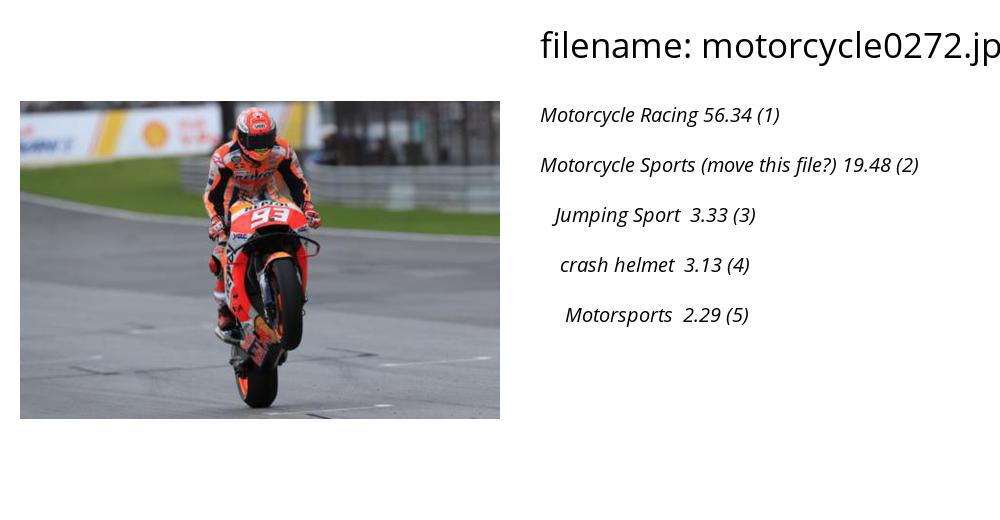 filename: motorcycle0272.jp
Motorcycle Racing 56.34 (1)
Motorcycle Sports (move this file?) 19.48 (2)
Jumping Sport 3.33 (3)
crash helmet 3.13 (4)
Motorsports 2.29 (5)
93